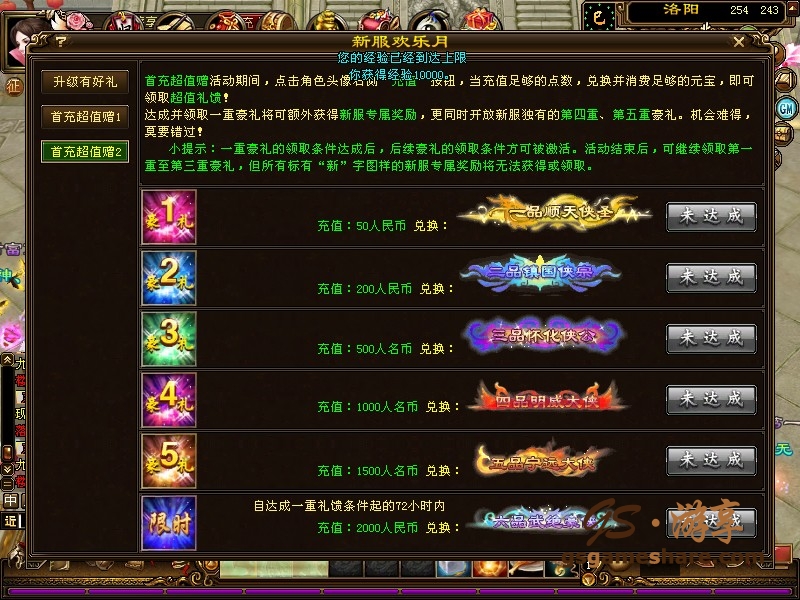 洛阳
254 243
?
新服欢乐月
您的经验已经到达上限
你获得经验10000。
升级有好礼
首充超值赠1
首充超值赠2
首充超值赠活动期间，点击角色头像右侧“充值”按钮，当充值足够的点数，兑换并消费足够的元宝，即可
领取超值礼馈！
达成并领取一重豪礼将可额外获得新服专属奖励，更同时开放新服独有的第四重、第五重豪礼。机会难得，
莫要错过！
小提示：一重豪礼的领取条件达成后，后续豪礼的领取条件方可被激活。活动结束后，可继续领取第一
重至第三重豪礼，但所有标有“新”字图样的新服专属奖励将无法获得或领取。
豪1礼
充值：50人民币 兑换：
一品顺天侠圣
未达成
豪2礼
充值：200人民币 兑换：
二品镇国侠宗
未达成
豪3礼
充值：500人名币 兑换：
三品怀化侠公
未达成
豪4礼
充值：1000人名币 兑换：
四品明威大侠
未达成
豪5礼
充值：1500人名币 兑换：
五品宁远大侠
未达成
限时
自达成一重礼馈条件起的72小时内
充值：2000人民币 兑换：
达成
游享
征
GM
申
近